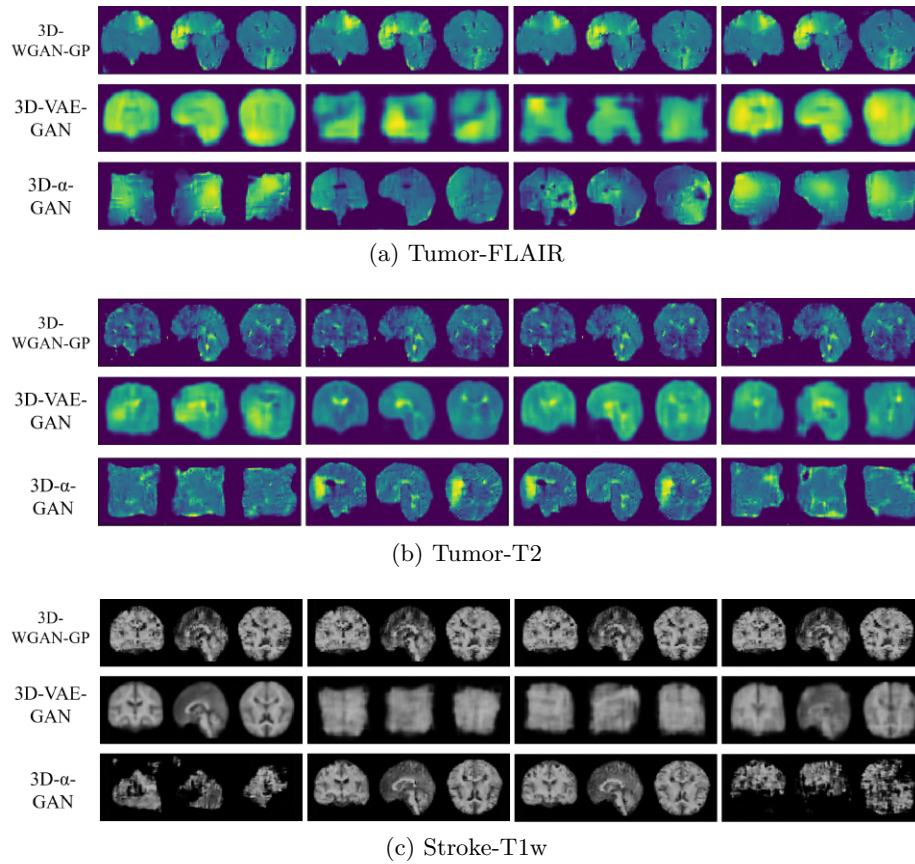 3D-
WGAN-GP
3D-VAE-
GAN
3D-α-
GAN
(a) Tumor-FLAIR
3D-
WGAN-GP
3D-VAE-
GAN
3D-α-
GAN
(b) Tumor-T2
3D-
WGAN-GP
3D-VAE-
GAN
3D-α-
GAN
(c) Stroke-T1w